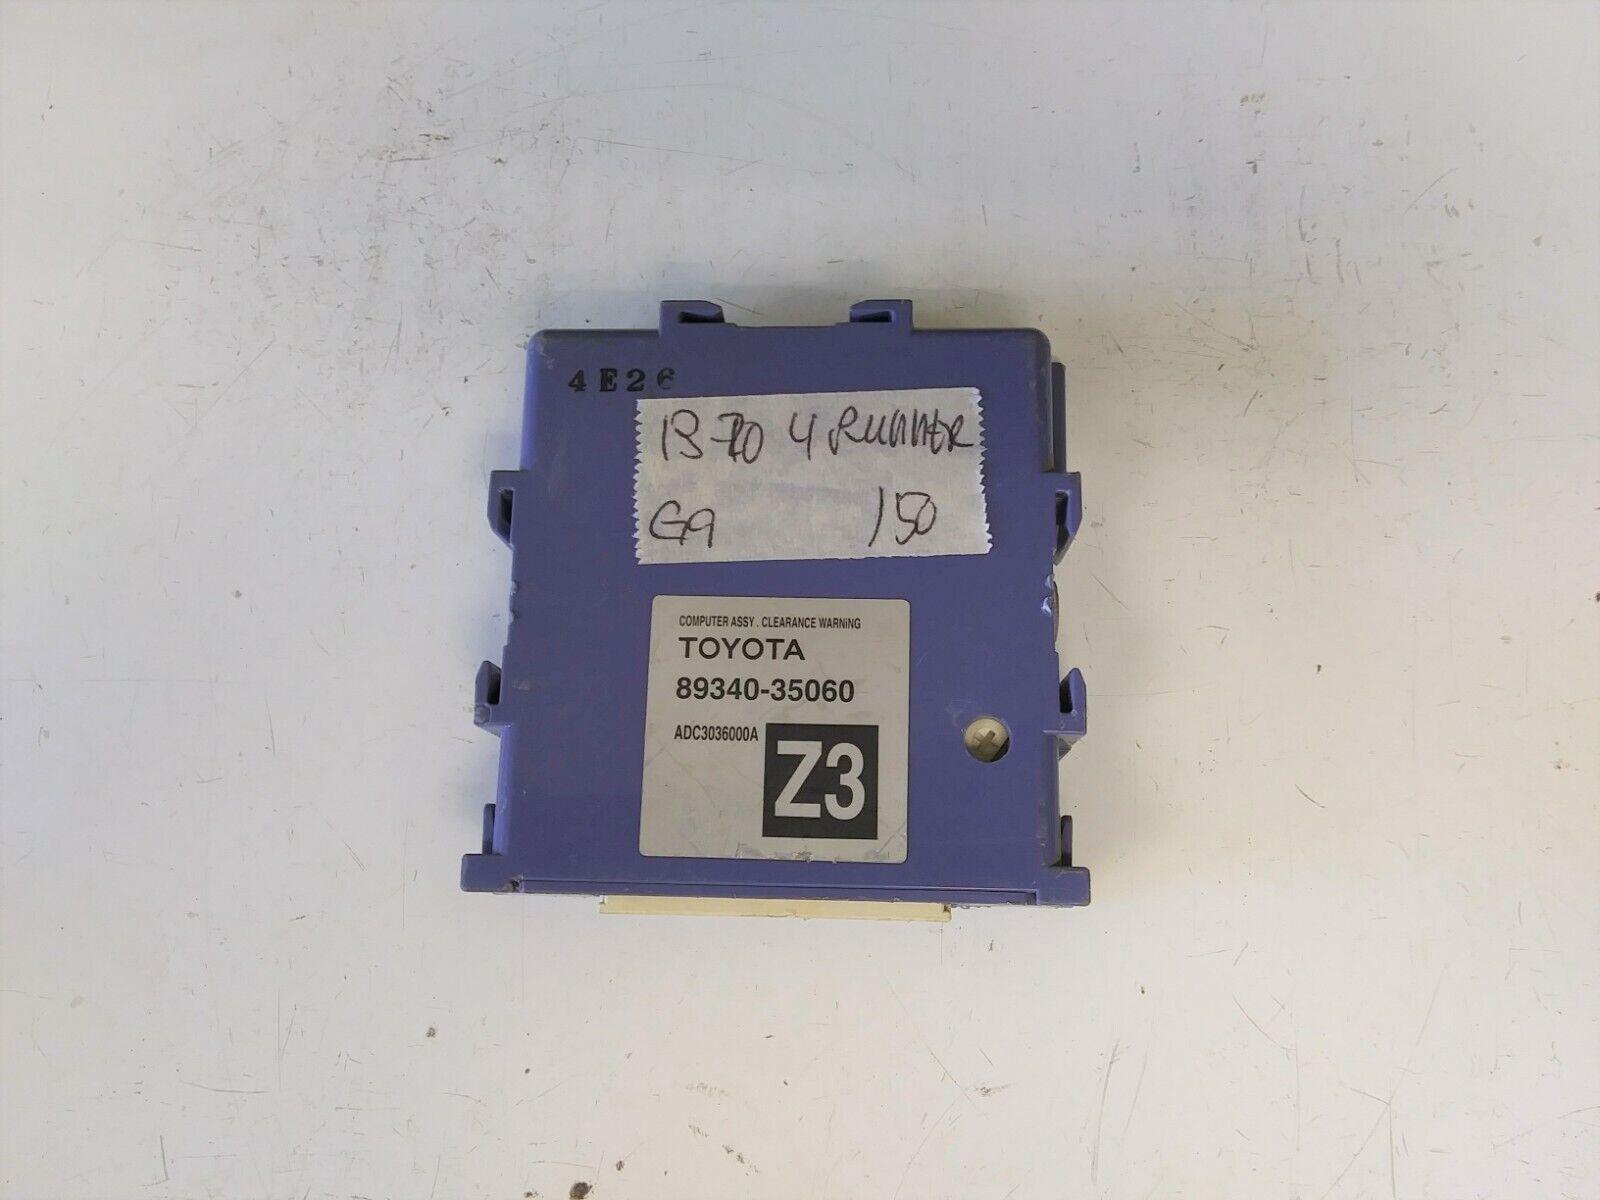 4E26
13-20 4 RUNNER
G9 150
COMPUTER ASSY . CLEARANCE WARNING
TOYOTA
89340-35060
ADC3036000A
Z3